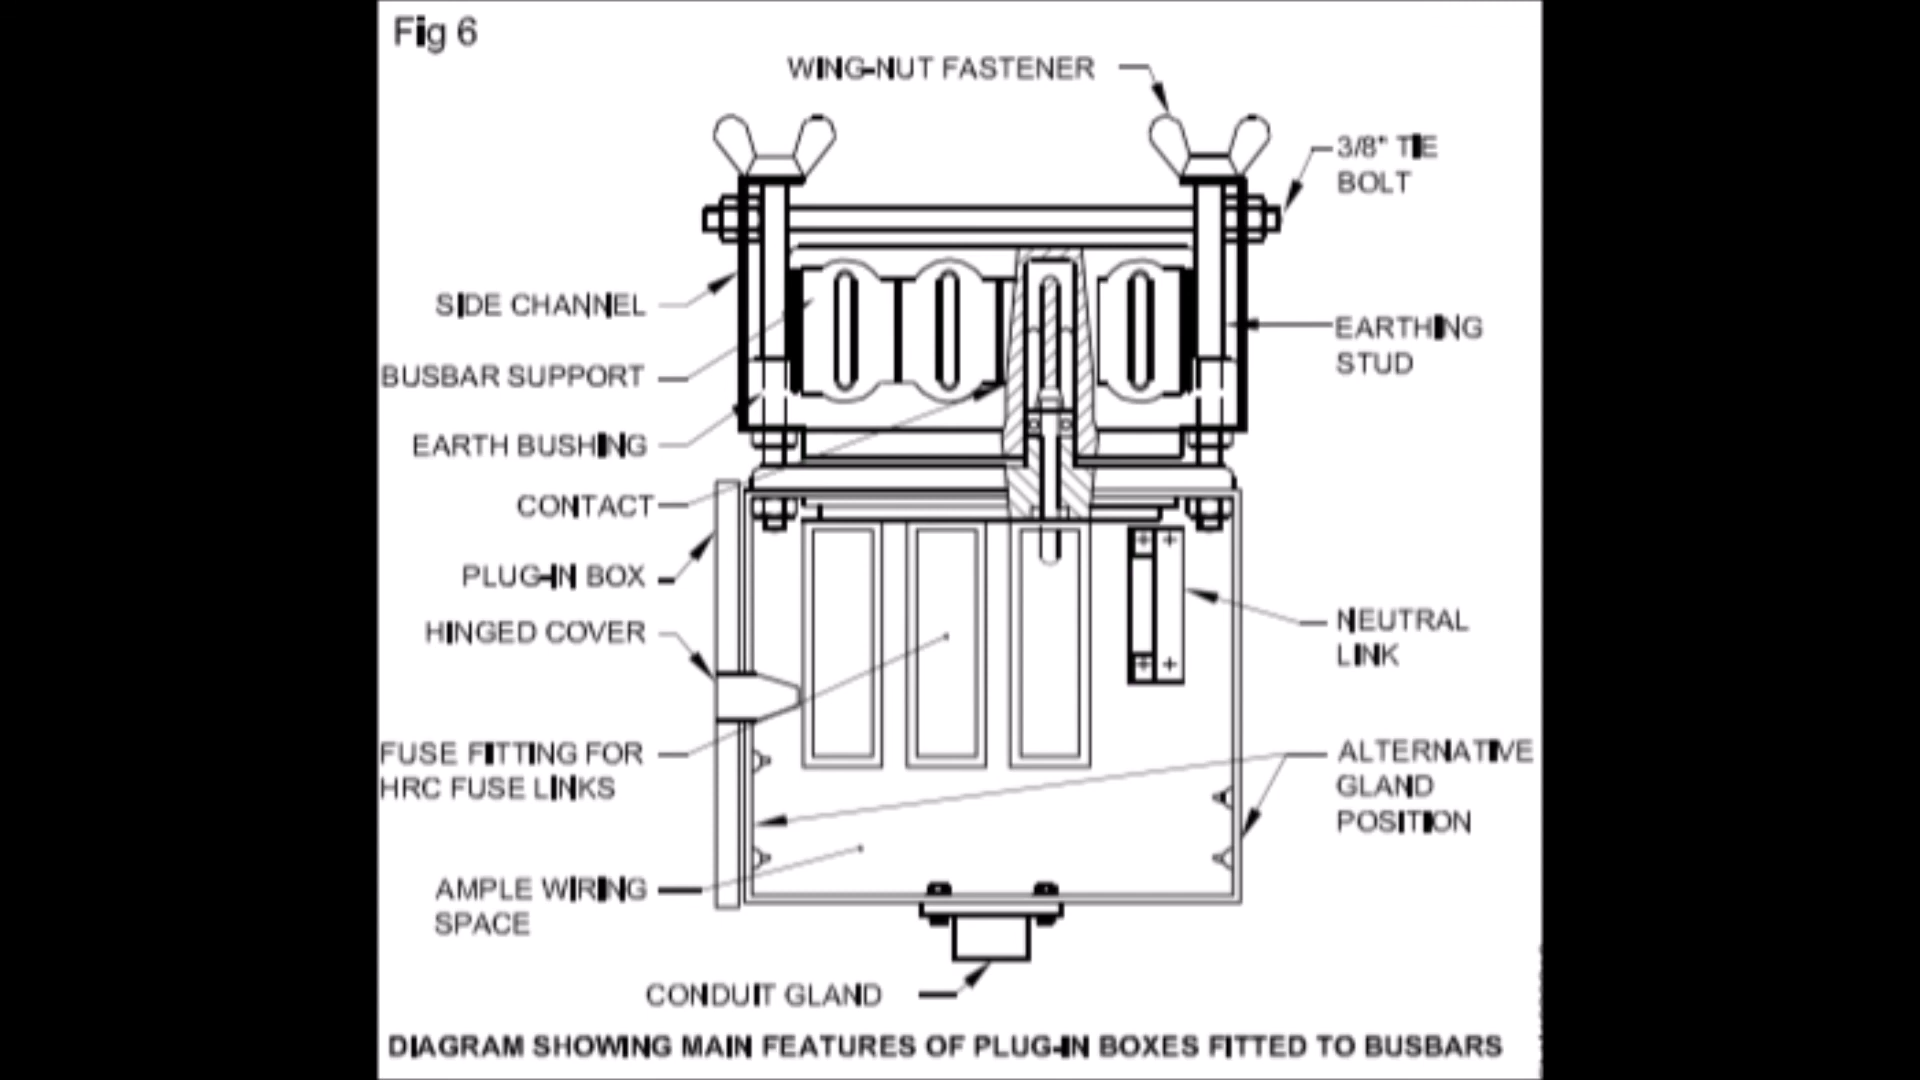 Fig 6
WING-NUT FASTENER
3/8" TIE
BOLT
SIDE CHANNEL
EARTHING
STUD
BUSBAR SUPPORT
EARTH BUSHING
CONTACT
PLUG-IN BOX
HINGED COVER
NEUTRAL
LINK
FUSE FITTING FOR
HRC FUSE LINKS
ALTERNATIVE
GLAND
POSITION
AMPLE WIRING
SPACE
CONDUIT GLAND
DIAGRAM SHOWING MAIN FEATURES OF PLUG-IN BOXES FITTED TO BUSBARS